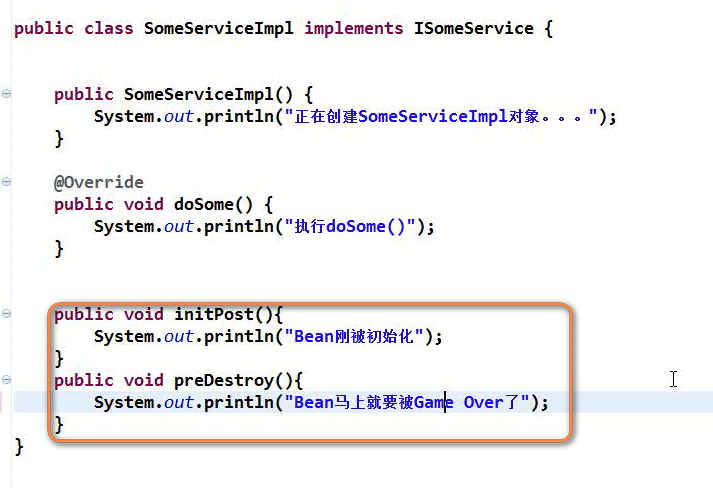 public class SomeServiceImpl implements ISomeService {
public SomeServiceImpl() {
System.out.println("正在创建SomeServiceImpl对象。。。");
}
@Override
public void doSome() {
System.out.println("执行doSome()");
}
public void initPost(){
System.out.println("Bean刚被初始化");
}
public void preDestroy(){
System.out.println("Bean马上就要被Game Over了");
}
}